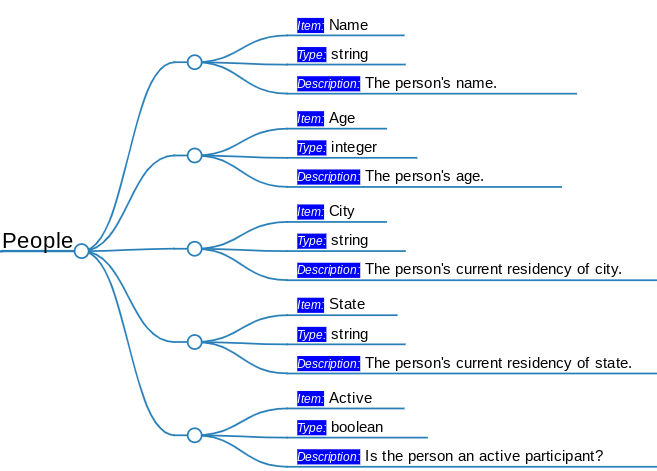 People
Item: Name
Type: string
Description: The person's name.
Item: Age
Type: integer
Description: The person's age.
Item: City
Type: string
Description: The person's current residency of city.
Item: State
Type: string
Description: The person's current residency of state.
Item: Active
Type: boolean
Description: Is the person an active participant?